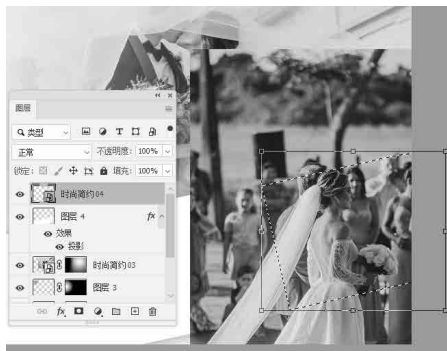 图层
类型
正常 不透明度: 100%
锁定: 填充: 100%
时尚简约04
图层 4 fx
效果
投影
时尚简约03
图层 3
fx